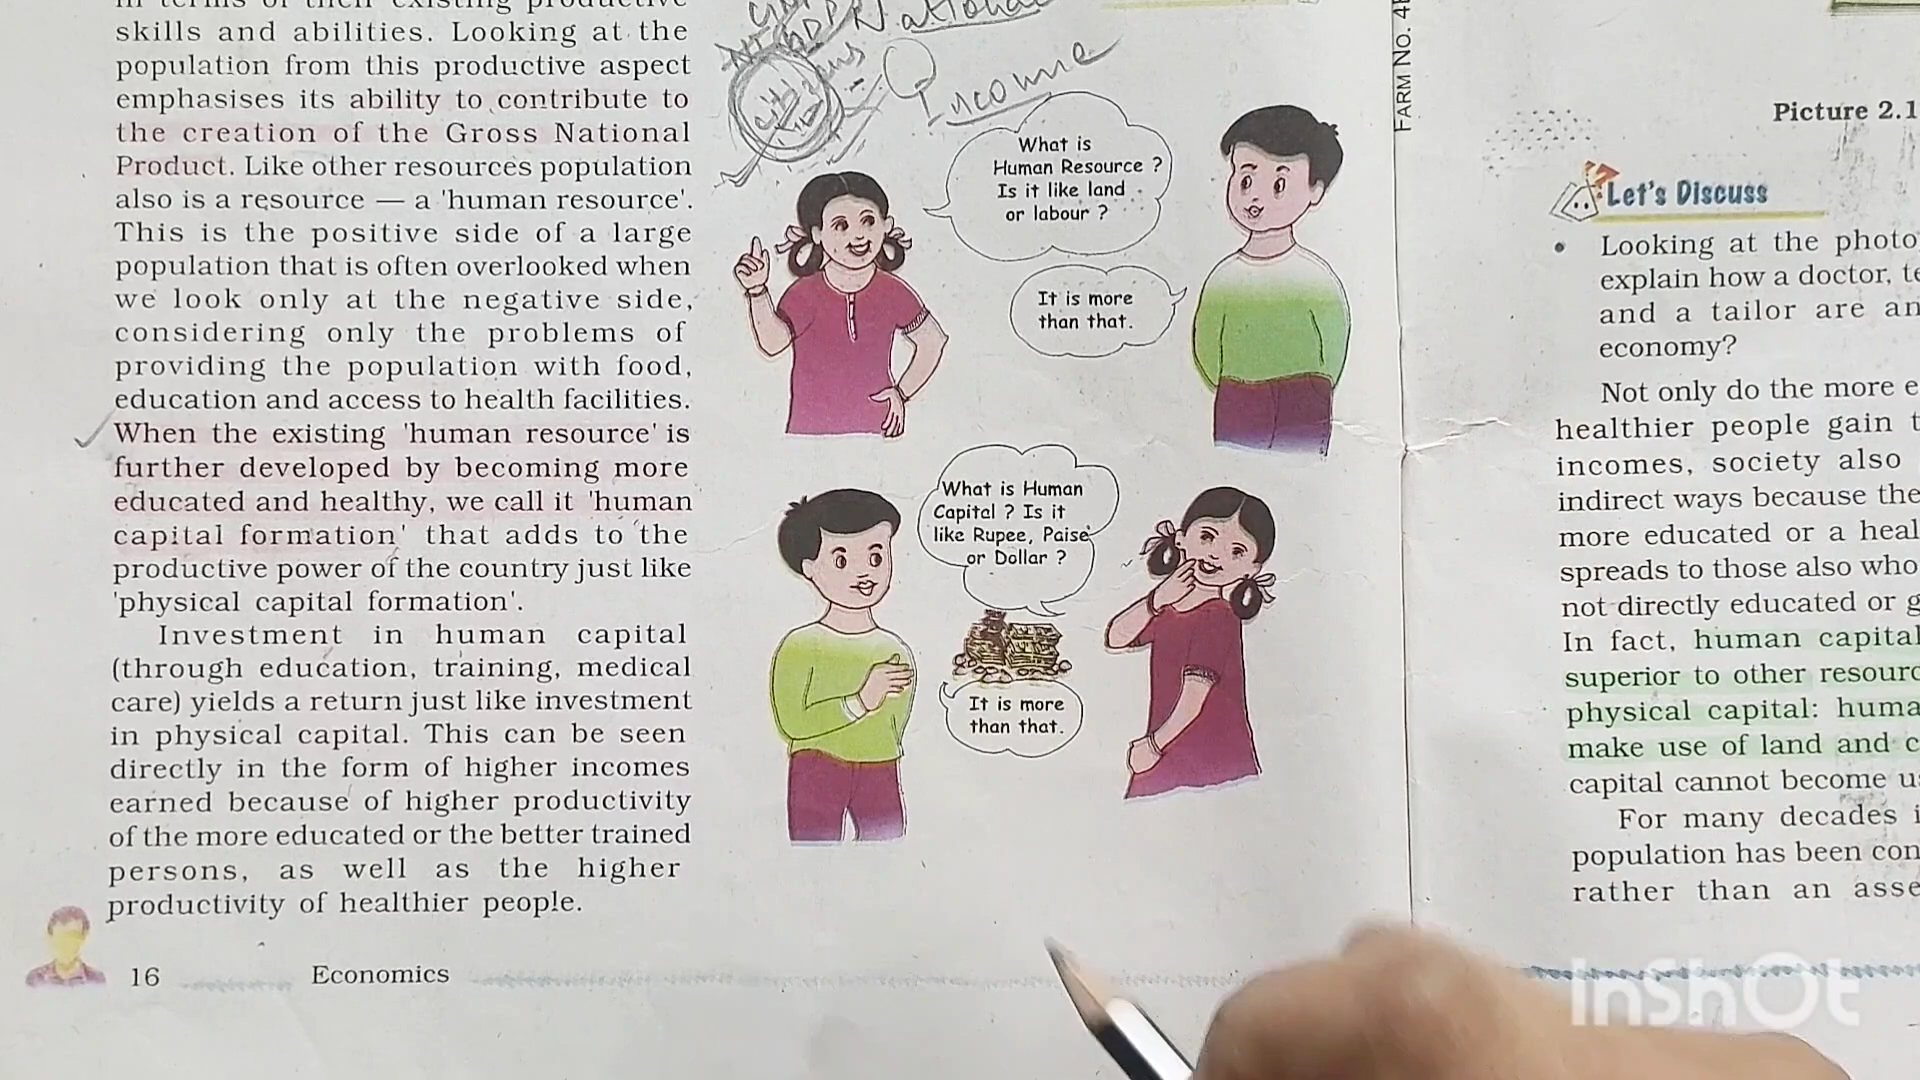 in terms of their existing productive
skills and abilities. Looking at the
population from this productive aspect
emphasises its ability to contribute to
the creation of the Gross National
Product. Like other resources population
also is a resource — a 'human resource'.
This is the positive side of a large
population that is often overlooked when
we look only at the negative side,
considering only the problems of
providing the population with food,
education and access to health facilities.
When the existing 'human resource' is
further developed by becoming more
educated and healthy, we call it 'human
capital formation' that adds to the
productive power of the country just like
'physical capital formation'.
Investment in human capital
(through education, training, medical
care) yields a return just like investment
in physical capital. This can be seen
directly in the form of higher incomes
earned because of higher productivity
of the more educated or the better trained
persons, as well as the higher
productivity of healthier people.
16 Economics
National
Income
What is
Human Resource ?
Is it like land
or labour ?
It is more
than that.
What is Human
Capital ? Is it
like Rupee, Paise
or Dollar ?
It is more
than that.
FARM NO. 4
Picture 2.1
Let's Discuss
• Looking at the photo
explain how a doctor, te
and a tailor are an
economy?
Not only do the more e
healthier people gain t
incomes, society also
indirect ways because the
more educated or a heal
spreads to those also who
not directly educated or g
In fact, human capital
superior to other resourc
physical capital: huma
make use of land and c
capital cannot become u
For many decades i
population has been con
rather than an asse
InShOt